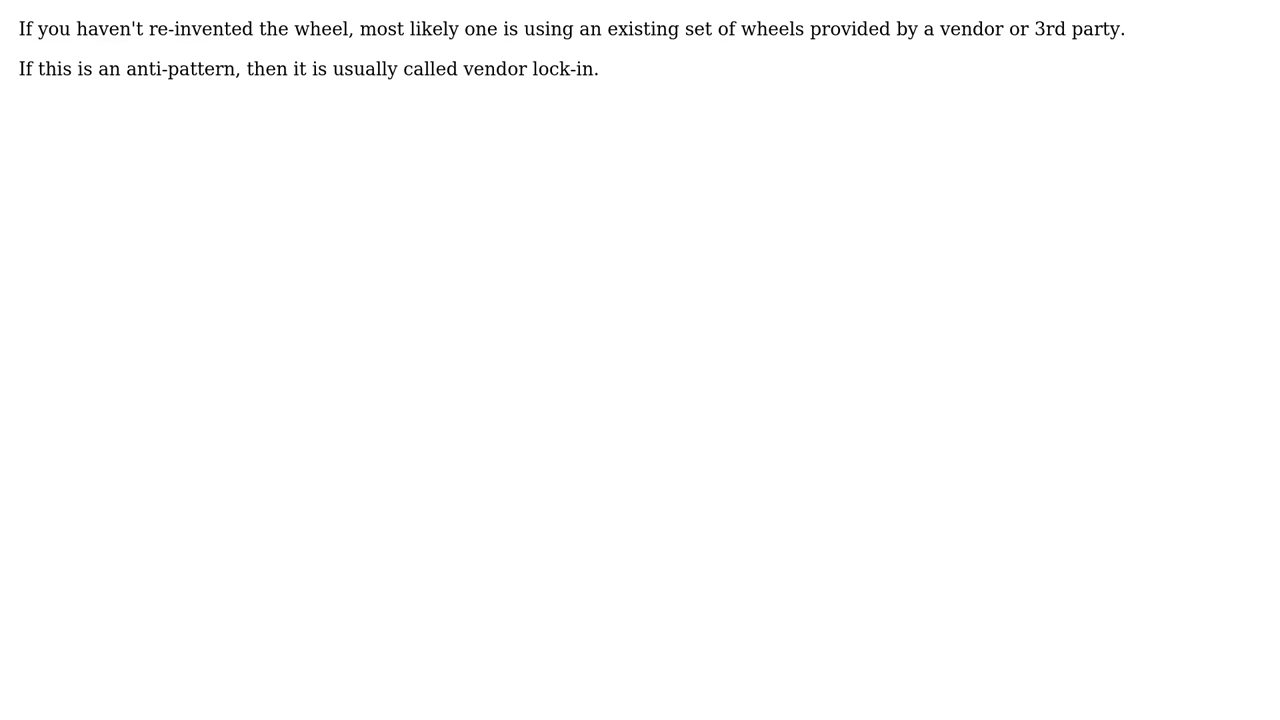 If you haven't re-invented the wheel, most likely one is using an existing set of wheels provided by a vendor or 3rd party.
If this is an anti-pattern, then it is usually called vendor lock-in.